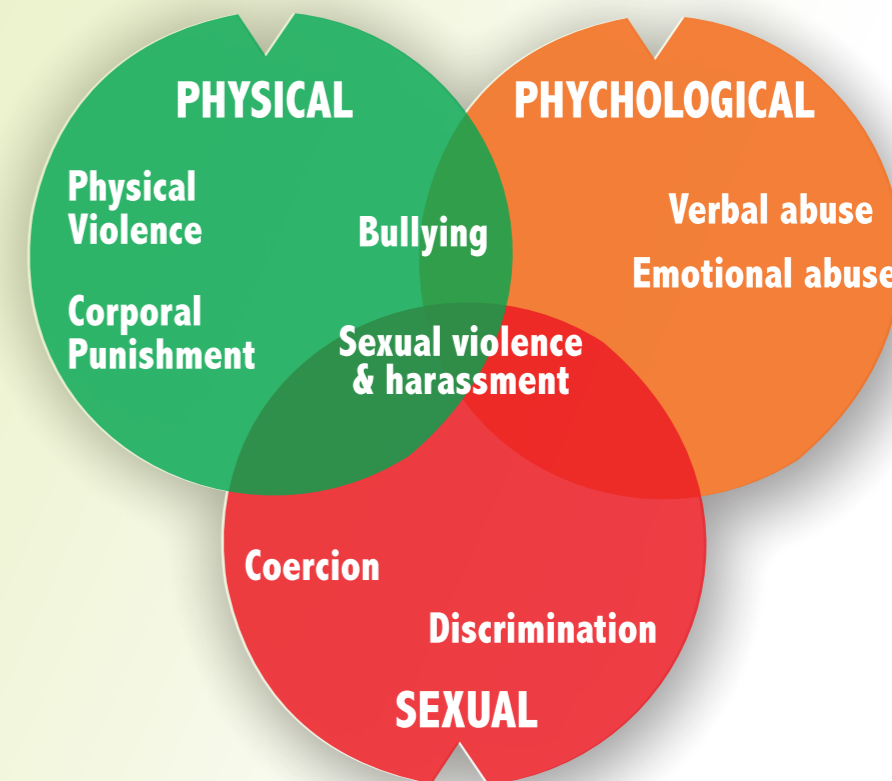 PHYSICAL
PHYCHOLOGICAL
Physical
Violence
Bullying
Verbal abuse
Emotional abuse
Corporal
Punishment
Sexual violence
& harassment
Coercion
Discrimination
SEXUAL